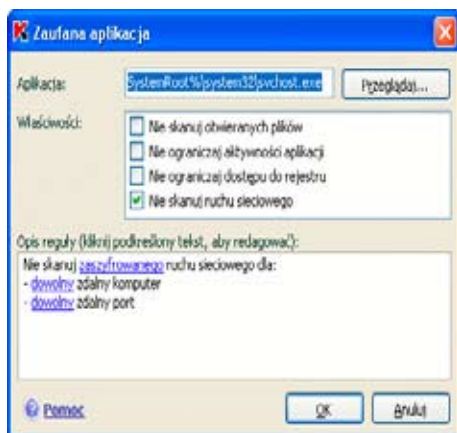 Zaufana aplikacja
Aplikacja: SystemRoot%\system32\svchost.exe Przeglądaj...
Właściwości:
Nie skanuj otwieranych plików
Nie ograniczaj aktywności aplikacji
Nie ograniczaj dostępu do rejestru
Nie skanuj ruchu sieciowego
Opis reguły (kliknij podkreślony tekst, aby redagować):
Nie skanuj zaszyfrowanego ruchu sieciowego dla:
- dowolny zdalny komputer
- dowolny zdalny port
Pomoc OK Anuluj